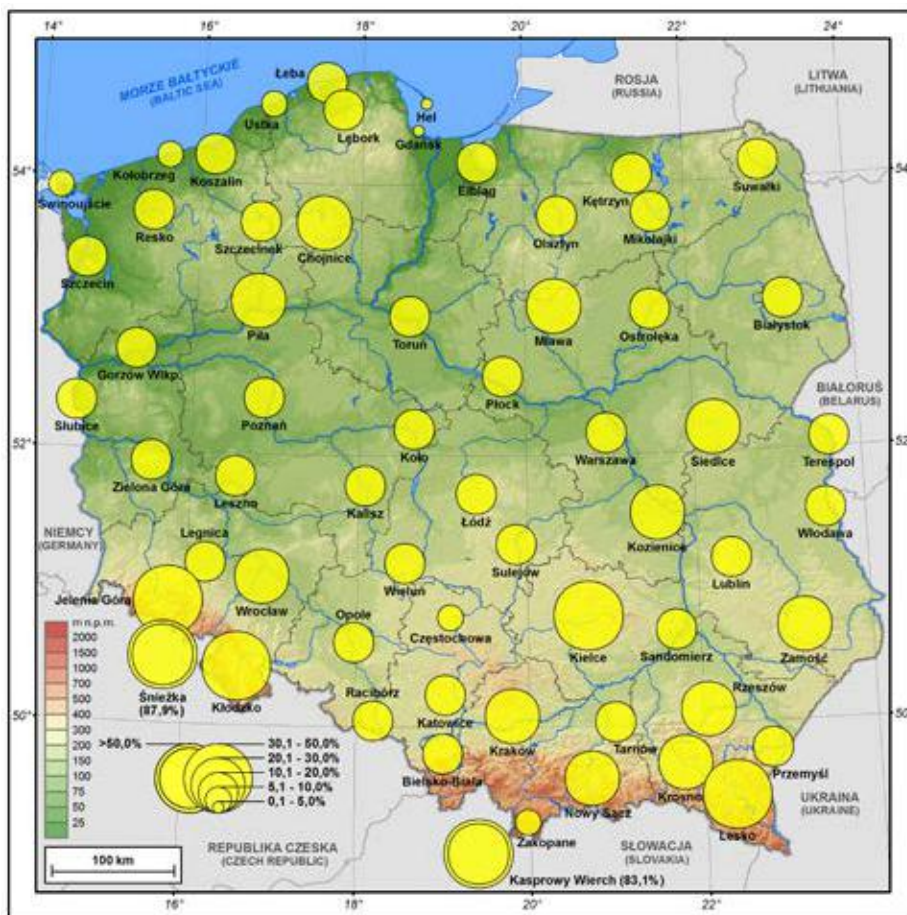 14°
16°
18°
20°
22°
24°
MORZE BAŁTYCKIE
(BALTIC SEA)
ROSJA
(RUSSIA)
LITWA
(LITHUANIA)
Łeba
Ustka
Lębork
Hel
Gdańsk
54°
54°
Kołobrzeg
Koszalin
Elbląg
Kętrzyn
Suwałki
Świnoujście
Resko
Szczecinek
Chojnice
Olsztyn
Mikołajki
Szczecin
Piła
Toruń
Mława
Ostrołęka
Białystok
Gorzów Wlkp.
Płock
BIAŁORUŚ
(BELARUS)
Słubice
Poznań
52°
52°
Koło
Warszawa
Siedlce
Terespol
Zielona Góra
Leszno
Kalisz
Łódź
Kozienice
Włodawa
NIEMCY
(GERMANY)
Legnica
Sulejów
Lublin
Jelenia Góra
Wrocław
Wieluń
Opole
Częstochowa
Kielce
Sandomierz
Zamość
m n.p.m.
2000
1500
1000
700
500
400
300
200
150
100
75
50
25
Śnieżka
(87,9%)
Kłodzko
Racibórz
Katowice
Kraków
Tarnów
Rzeszów
50°
50°
Przemyśl
>50,0%
30,1 - 50,0%
20,1 - 30,0%
10,1 - 20,0%
5,1 - 10,0%
0,1 - 5,0%
Bielsko-Biała
Nowy Sącz
Krosno
Lesko
UKRAINA
(UKRAINE)
Zakopane
100 km
REPUBLIKA CZESKA
(CZECH REPUBLIC)
SŁOWACJA
(SLOVAKIA)
Kasprowy Wierch (83,1%)
16°
18°
20°
22°